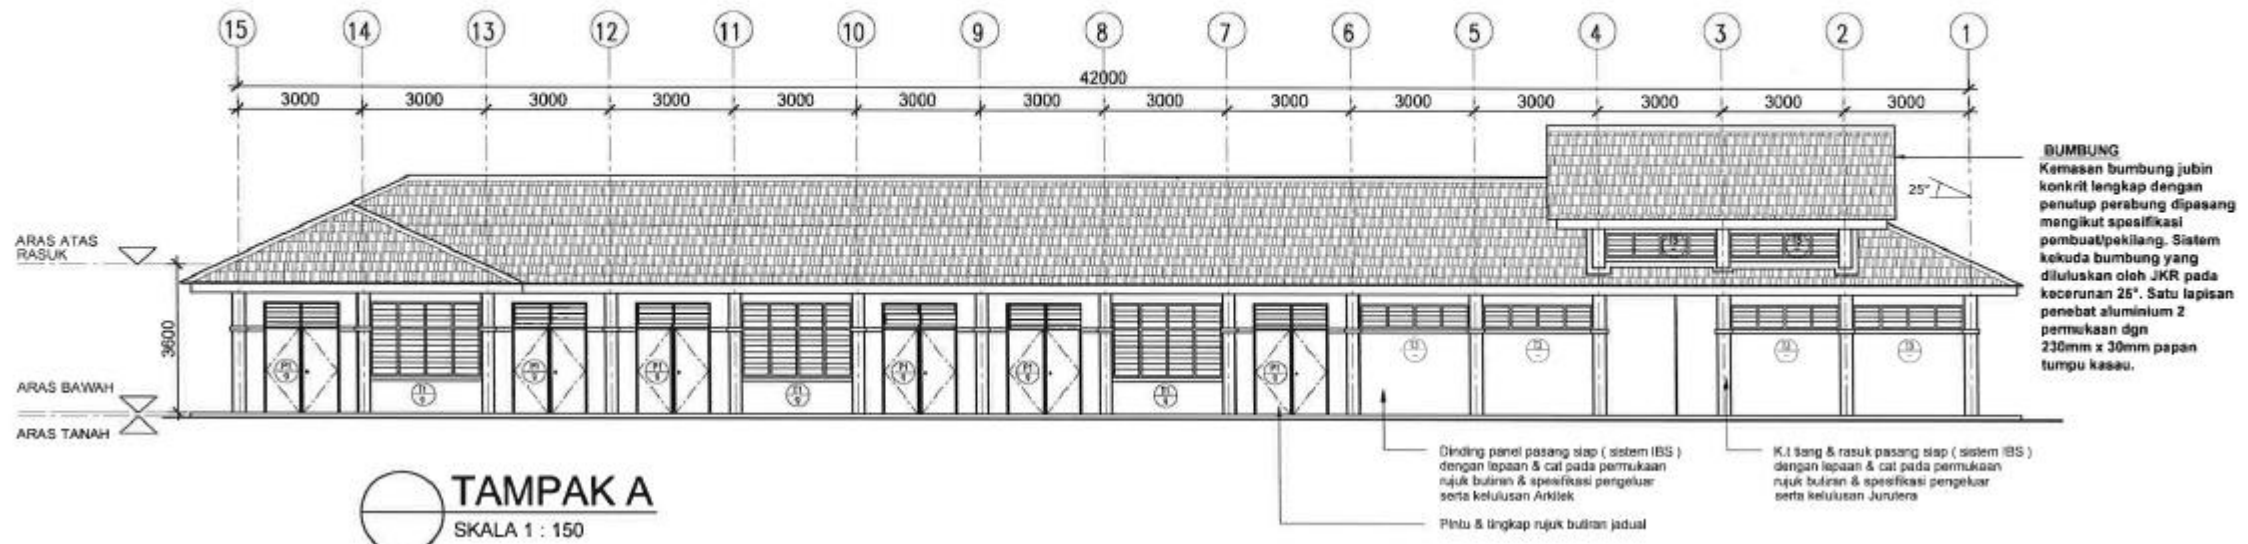 15 14 13 12 11 10 9 8 7 6 5 4 3 2 1
42000
3000 3000 3000 3000 3000 3000 3000 3000 3000 3000 3000 3000 3000 3000
BUMBUNG
Kemasan bumbung jubin
konkrit lengkap dengan
penutup perabung dipasang
mengikut spesifikasi
pembuat/pekilang. Sistem
kekuda bumbung yang
diluluskan oleh JKR pada
kecerunan 25°. Satu lapisan
penebat aluminium 2
permukaan dgn
230mm x 30mm papan
tumpu kasau.
25°
ARAS ATAS
RASUK
3600
ARAS BAWAH
ARAS TANAH
Dinding panel pasang siap ( sistem IBS )
dengan lepaan & cat pada permukaan
rujuk butiran & spesifikasi pengeluar
serta kelulusan Arkitek
K.t tiang & rasuk pasang siap ( sistem IBS )
dengan lepaan & cat pada permukaan
rujuk butiran & spesifikasi pengeluar
serta kelulusan Jurutera
Pintu & tingkap rujuk butiran jadual
TAMPAK A
SKALA 1 : 150